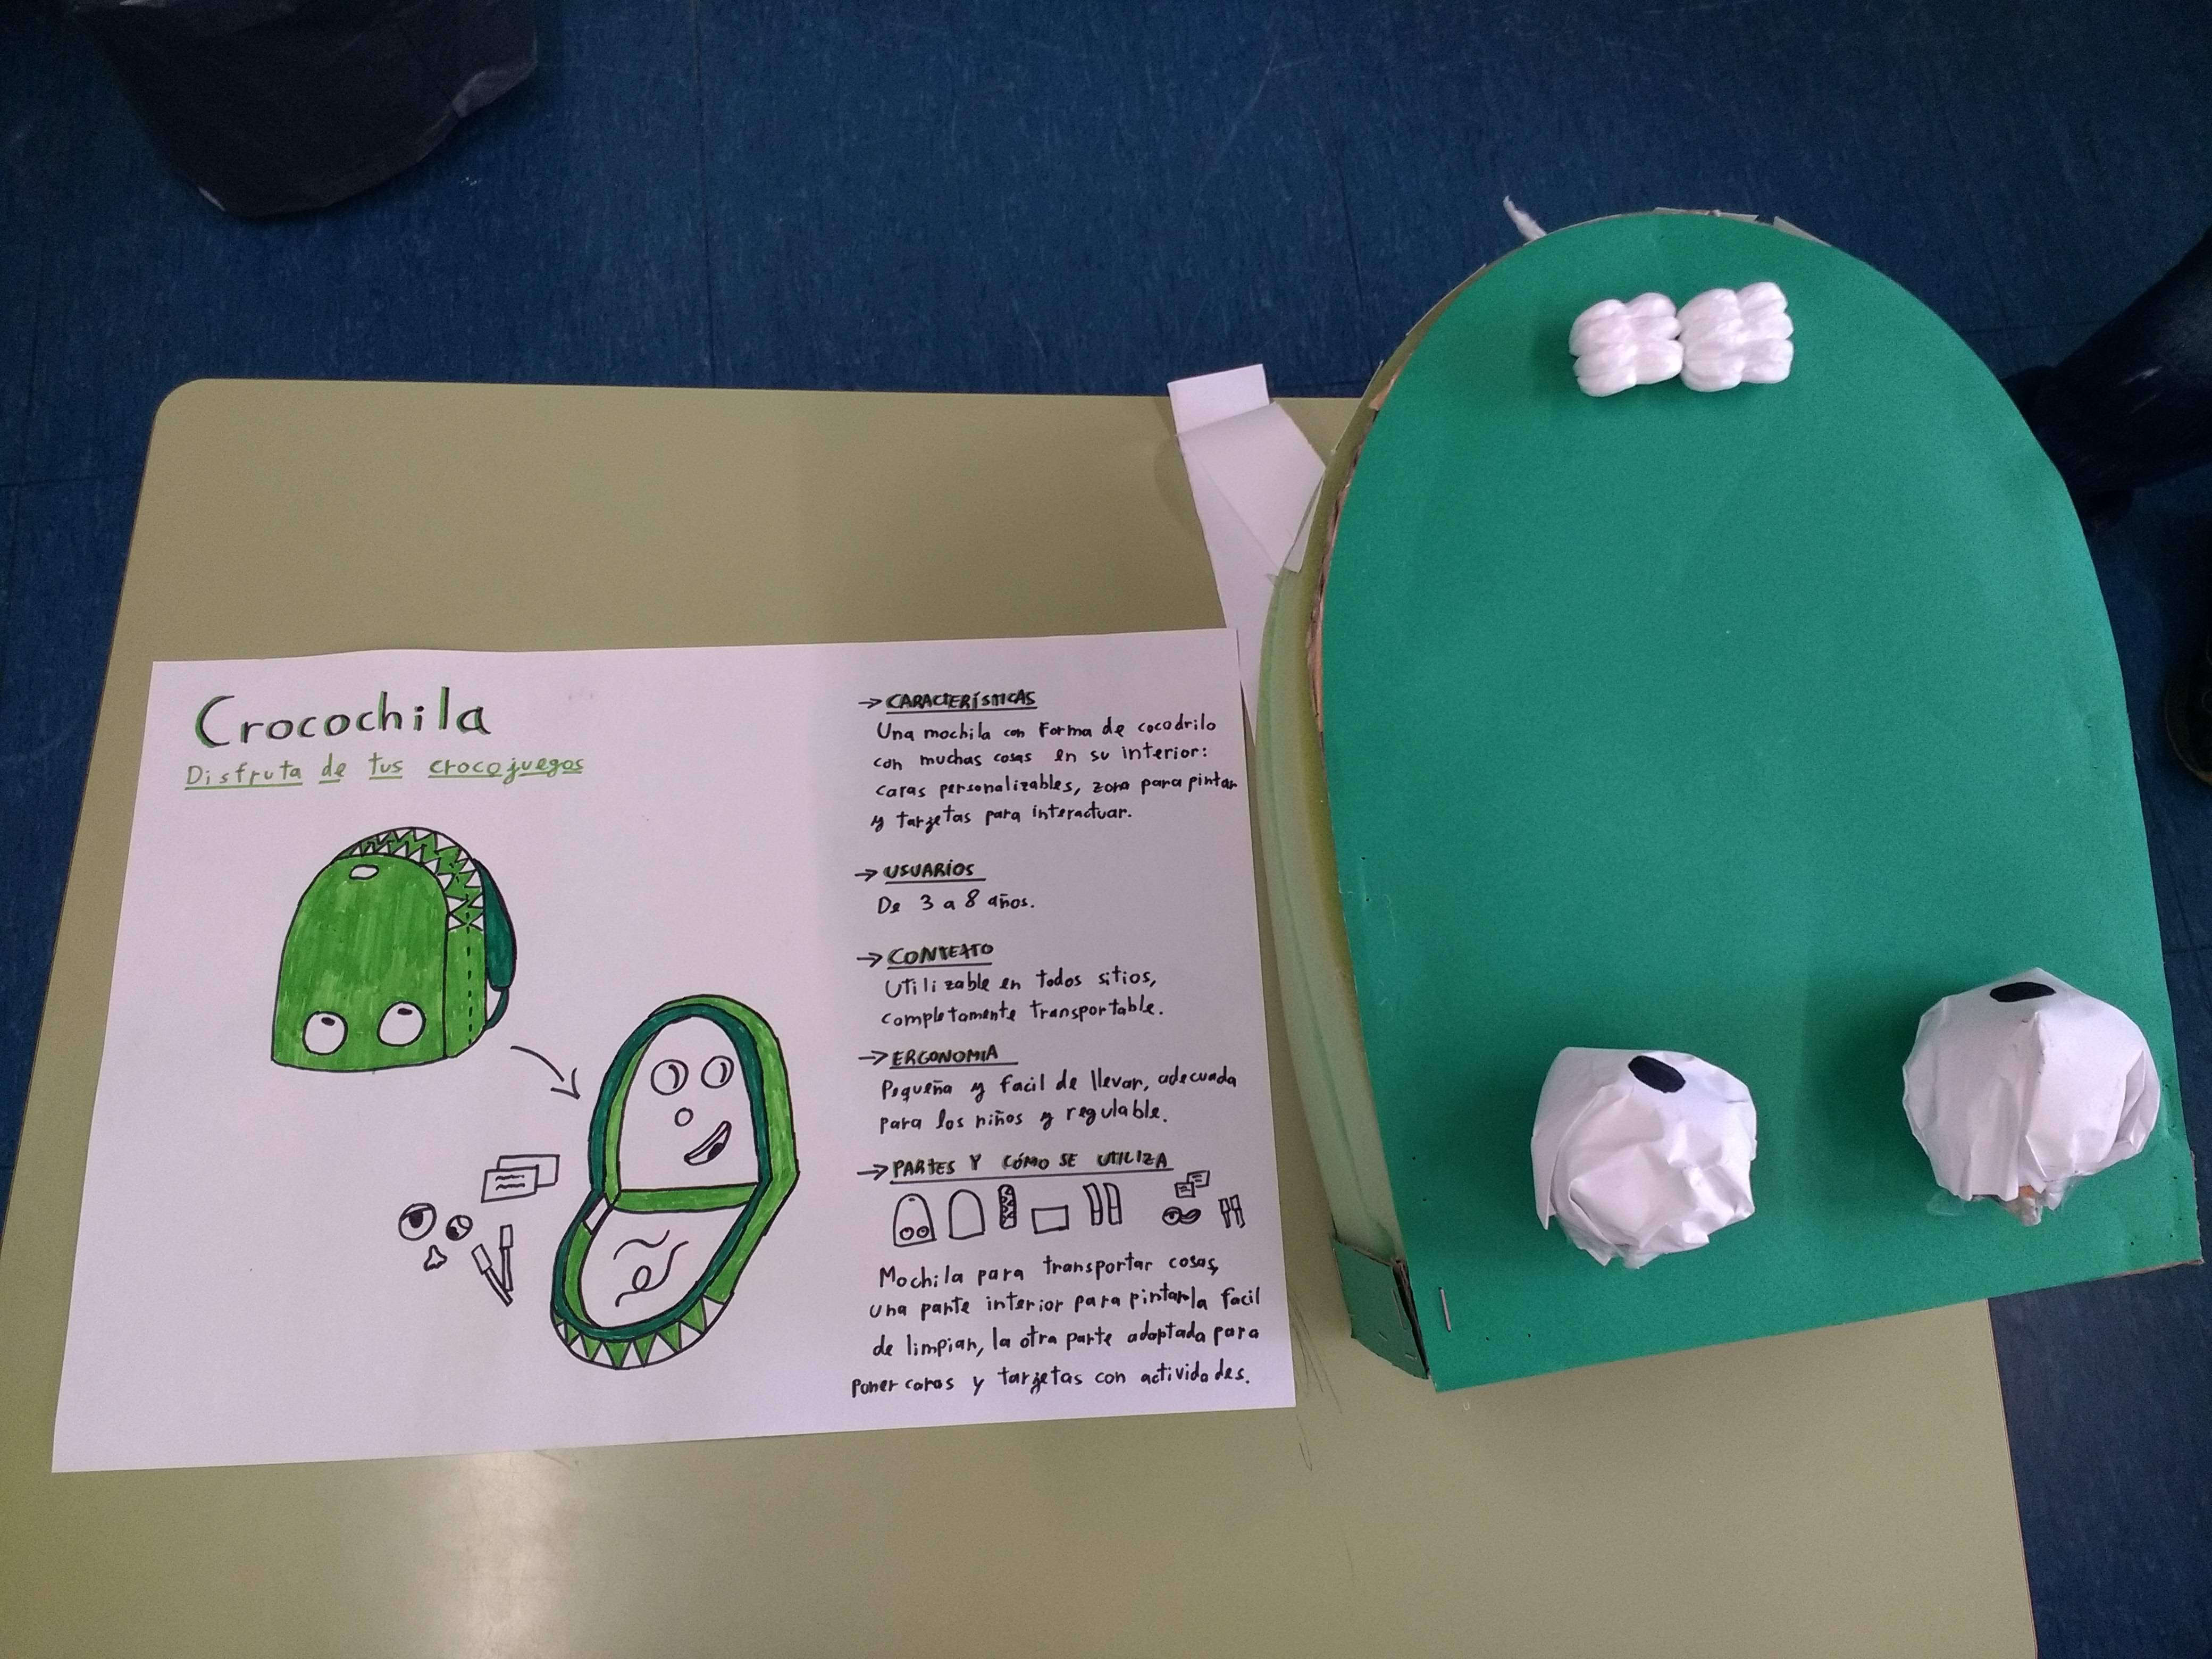 Crocochila
Disfruta de tus crocojuegos
→ CARACTERÍSTICAS
Una mochila con forma de cocodrilo
con muchas cosas en su interior:
caras personalizables, zona para pintar
y tarjetas para interactuar.
→ USUARIOS
De 3 a 8 años.
→ CONTEXTO
Utilizable en todos sitios,
completamente transportable.
→ ERGONOMIA
Pequeña y facil de llevar, adecuada
para los niños y regulable.
→ PARTES Y CÓMO SE UTILIZA
Mochila para transportar cosas,
una parte interior para pintarla facil
de limpiar, la otra parte adaptada para
poner caras y tarjetas con actividades.